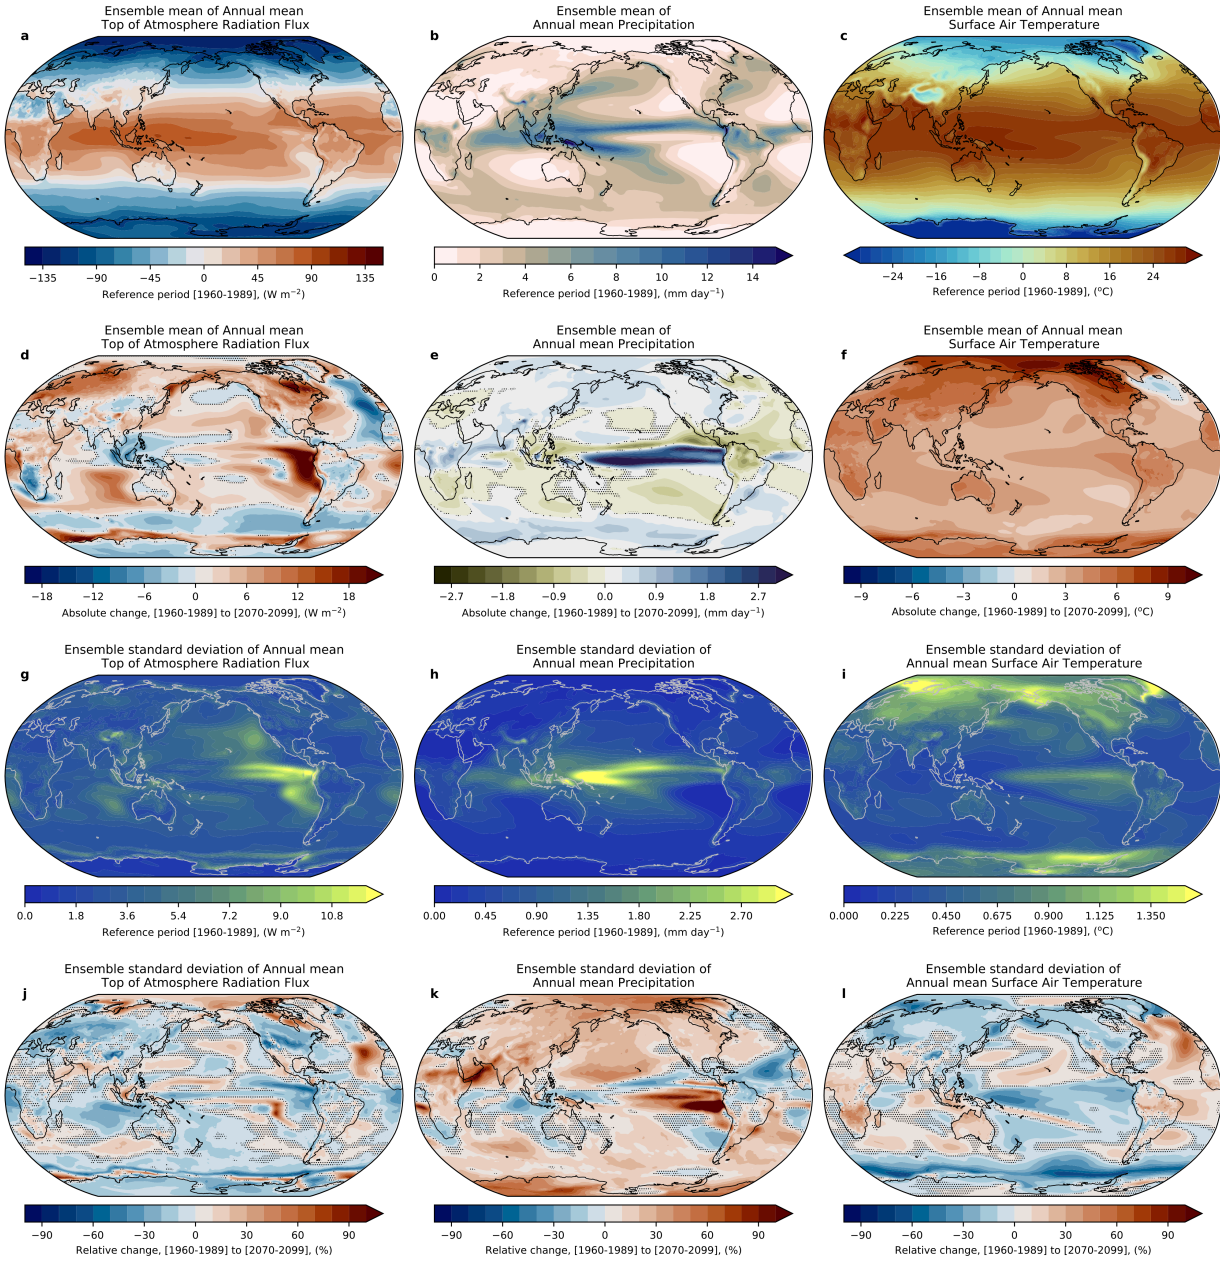 Ensemble mean of Annual mean
Top of Atmosphere Radiation Flux
a
−135 −90 −45 0 45 90 135
Reference period [1960-1989], (W m⁻²)
Ensemble mean of
Annual mean Precipitation
b
0 2 4 6 8 10 12 14
Reference period [1960-1989], (mm day⁻¹)
Ensemble mean of Annual mean
Surface Air Temperature
c
−24 −16 −8 0 8 16 24
Reference period [1960-1989], (°C)
Ensemble mean of Annual mean
Top of Atmosphere Radiation Flux
d
−18 −12 −6 0 6 12 18
Absolute change, [1960-1989] to [2070-2099], (W m⁻²)
Ensemble mean of
Annual mean Precipitation
e
−2.7 −1.8 −0.9 0.0 0.9 1.8 2.7
Absolute change, [1960-1989] to [2070-2099], (mm day⁻¹)
Ensemble mean of Annual mean
Surface Air Temperature
f
−9 −6 −3 0 3 6 9
Absolute change, [1960-1989] to [2070-2099], (°C)
Ensemble standard deviation of Annual mean
Top of Atmosphere Radiation Flux
g
0.0 1.8 3.6 5.4 7.2 9.0 10.8
Reference period [1960-1989], (W m⁻²)
Ensemble standard deviation of
Annual mean Precipitation
h
0.00 0.45 0.90 1.35 1.80 2.25 2.70
Reference period [1960-1989], (mm day⁻¹)
Ensemble standard deviation of
Annual mean Surface Air Temperature
i
0.000 0.225 0.450 0.675 0.900 1.125 1.350
Reference period [1960-1989], (°C)
Ensemble standard deviation of Annual mean
Top of Atmosphere Radiation Flux
j
−90 −60 −30 0 30 60 90
Relative change, [1960-1989] to [2070-2099], (%)
Ensemble standard deviation of
Annual mean Precipitation
k
−90 −60 −30 0 30 60 90
Relative change, [1960-1989] to [2070-2099], (%)
Ensemble standard deviation of
Annual mean Surface Air Temperature
l
−90 −60 −30 0 30 60 90
Relative change, [1960-1989] to [2070-2099], (%)